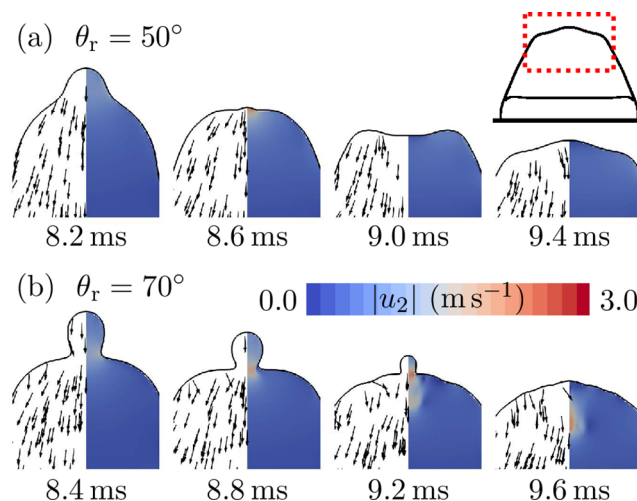 (a) θr = 50°
8.2 ms 8.6 ms 9.0 ms 9.4 ms
(b) θr = 70°
0.0 |u2| (m s−1) 3.0
8.4 ms 8.8 ms 9.2 ms 9.6 ms